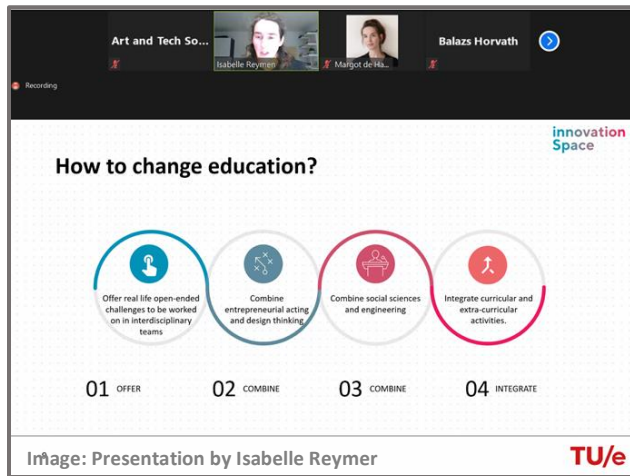 Art and Tech So...
Isabelle Reymen
Margot de Ha...
Balazs Horvath
Recording
innovation
Space
How to change education?
Offer real life open-ended
challenges to be worked
on in interdisciplinary
teams
Combine
entrepreneurial acting
and design thinking
Combine social sciences
and engineering
Integrate curricular and
extra-curricular
activities.
01 OFFER
02 COMBINE
03 COMBINE
04 INTEGRATE
Image: Presentation by Isabelle Reymer
TU/e